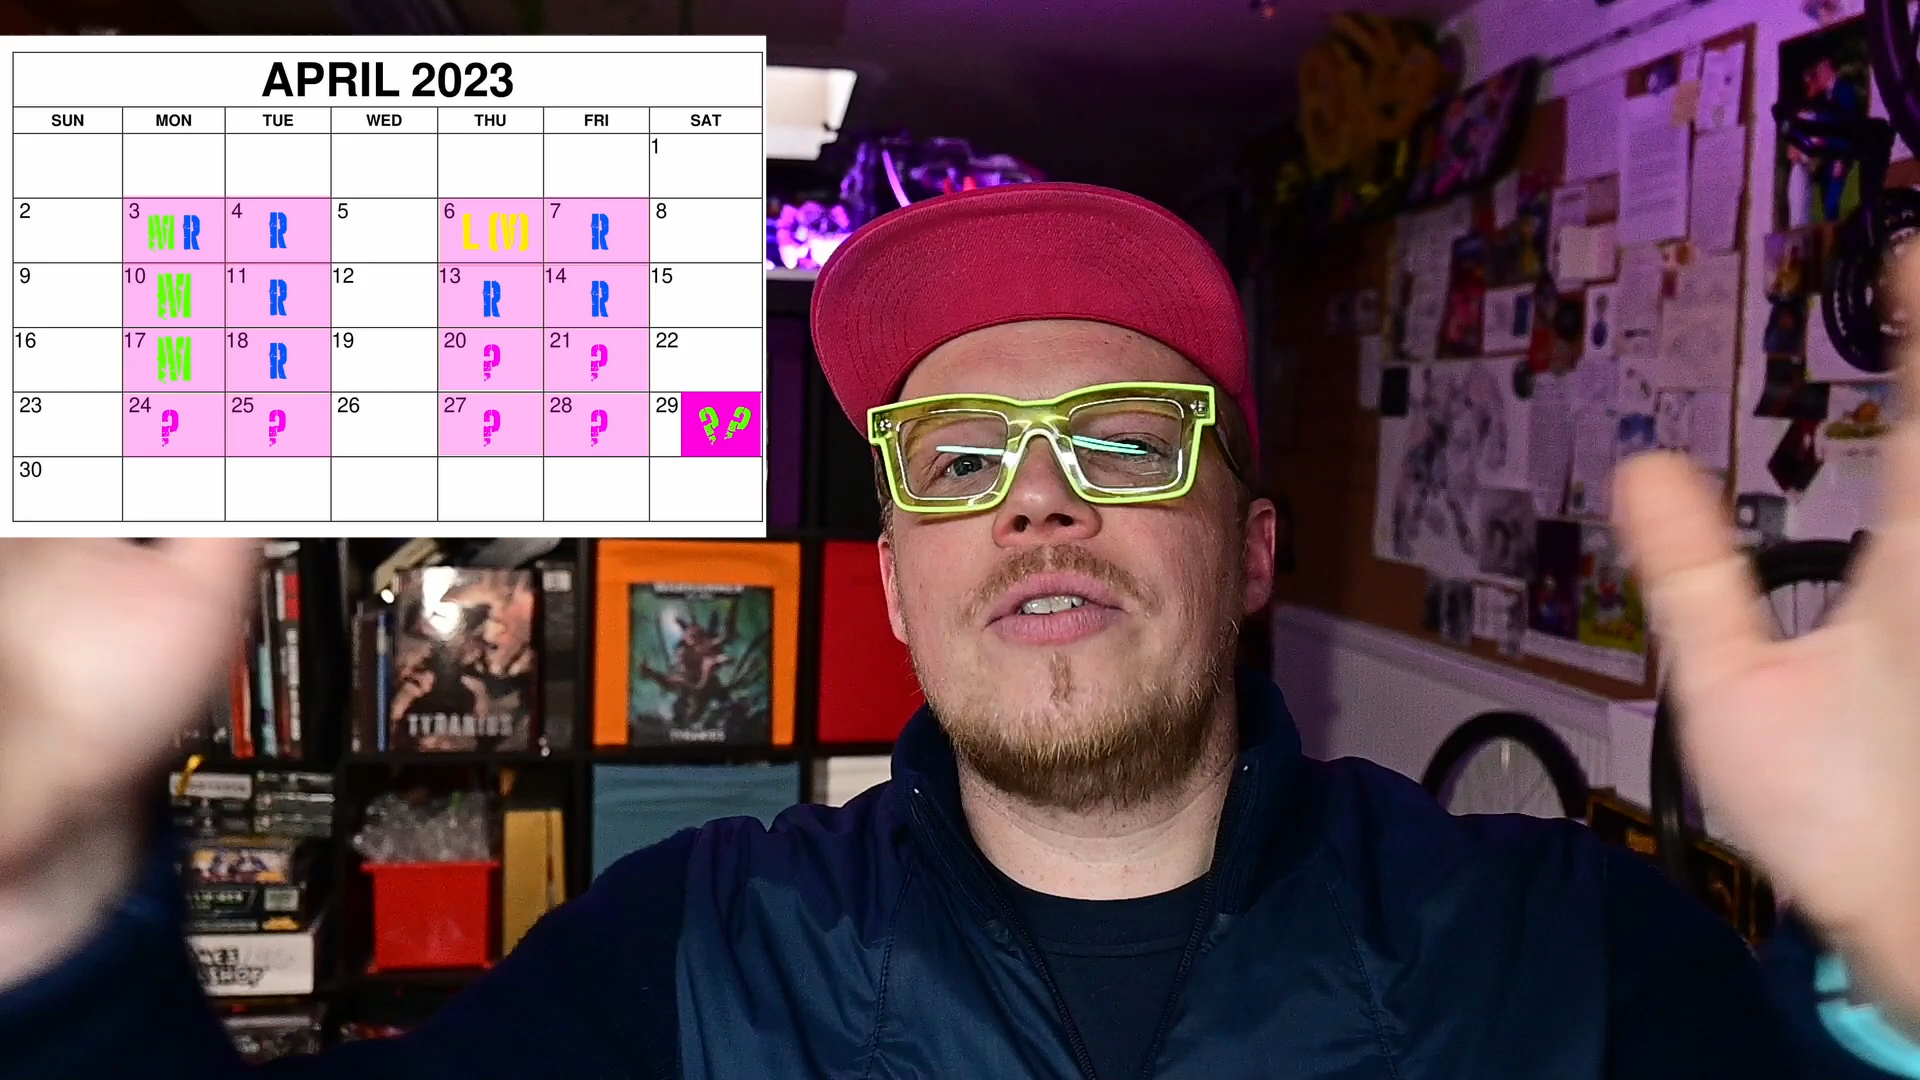 APRIL 2023
SUN MON TUE WED THU FRI SAT
1
2 3 M R 4 R 5 6 L (V) 7 R 8
9 10 M 11 R 12 13 R 14 R 15
16 17 M 18 R 19 20 ? 21 ? 22
23 24 ? 25 ? 26 27 ? 28 ? 29 ??
30
TYRANIDS
TYRANIDS